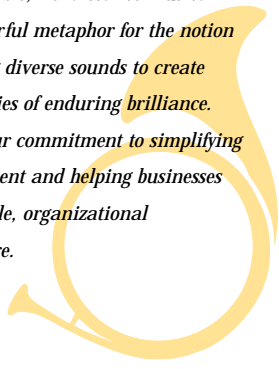 erful metaphor for the notion
diverse sounds to create
ies of enduring brilliance.
ur commitment to simplifying
ent and helping businesses
le, organizational
re.